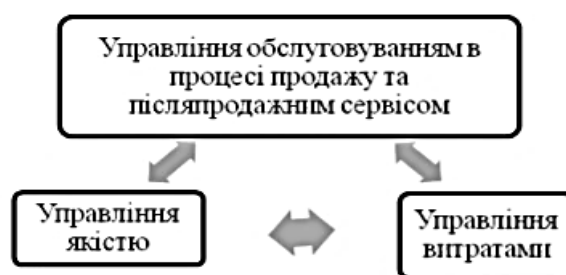 Управління обслуговуванням в
процесі продажу та
післяпродажним сервісом
Управління
якістю
Управління
витратами